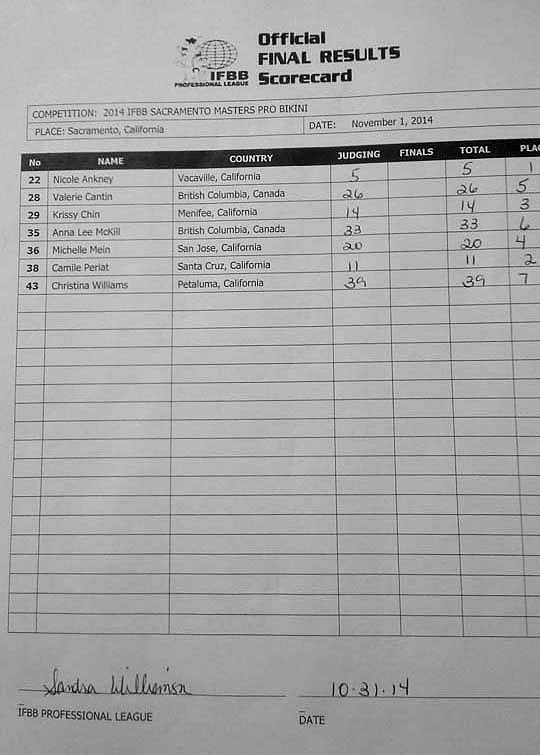 Official
FINAL RESULTS
Scorecard
IFBB
PROFESSIONAL LEAGUE
COMPETITION: 2014 IFBB SACRAMENTO MASTERS PRO BIKINI
PLACE: Sacramento, California DATE: November 1, 2014
No NAME COUNTRY JUDGING FINALS TOTAL PLA
22 Nicole Ankney Vacaville, California 5 5 1
28 Valerie Cantin British Columbia, Canada 26 26 5
29 Krissy Chin Menifee, California 14 14 3
35 Anna Lee McKill British Columbia, Canada 33 33 6
36 Michelle Mein San Jose, California 20 20 4
38 Camile Periat Santa Cruz, California 11 11 2
43 Christina Williams Petaluma, California 39 39 7
Sandra Williamson 10.31.14
IFBB PROFESSIONAL LEAGUE DATE